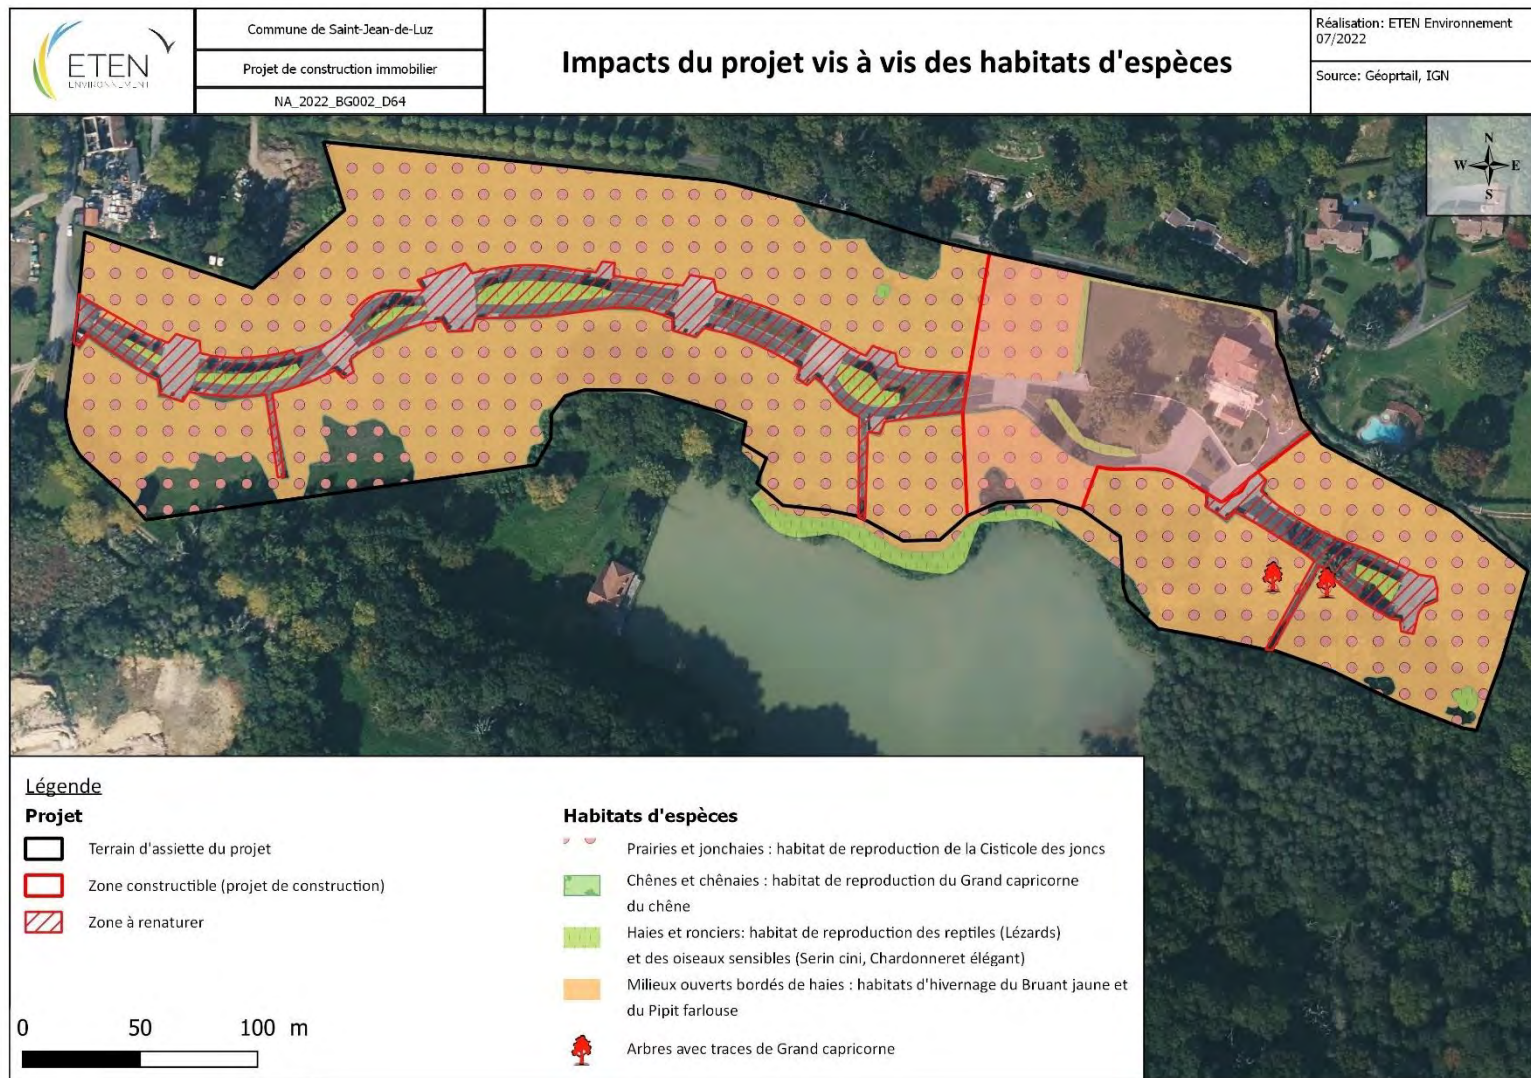 ETEN
ENVIRONNEMENT
Commune de Saint-Jean-de-Luz
Projet de construction immobilier
NA_2022_BG002_D64
Impacts du projet vis à vis des habitats d'espèces
Réalisation: ETEN Environnement
07/2022
Source: Géoprtail, IGN
N
W E
S
Légende
Projet
Terrain d'assiette du projet
Zone constructible (projet de construction)
Zone à renaturer
0 50 100 m
Habitats d'espèces
Prairies et jonchaies : habitat de reproduction de la Cisticole des joncs
Chênes et chênaies : habitat de reproduction du Grand capricorne
du chêne
Haies et ronciers: habitat de reproduction des reptiles (Lézards)
et des oiseaux sensibles (Serin cini, Chardonneret élégant)
Milieux ouverts bordés de haies : habitats d'hivernage du Bruant jaune et
du Pipit farlouse
Arbres avec traces de Grand capricorne